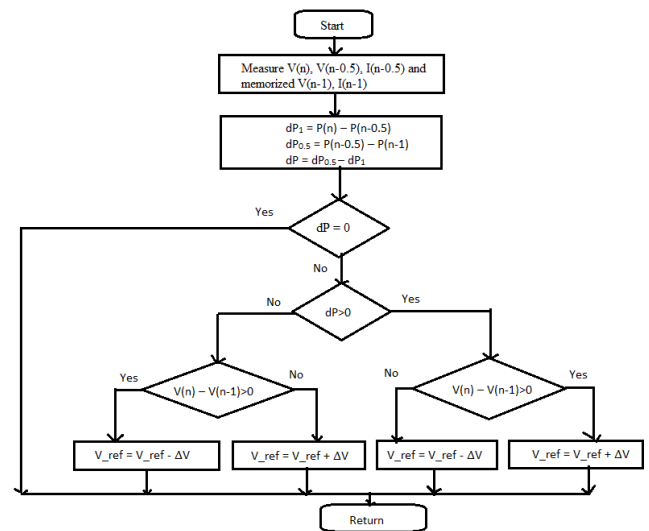 Start
Measure V(n), V(n-0.5), I(n-0.5) and
memorized V(n-1), I(n-1)
dP₁ = P(n) – P(n-0.5)
dP₀.₅ = P(n-0.5) – P(n-1)
dP = dP₀.₅– dP₁
Yes
dP = 0
No
No
dP>0
Yes
Yes
V(n) – V(n-1)>0
No
No
V(n) – V(n-1)>0
Yes
V_ref = V_ref - ΔV
V_ref = V_ref + ΔV
V_ref = V_ref - ΔV
V_ref = V_ref + ΔV
Return